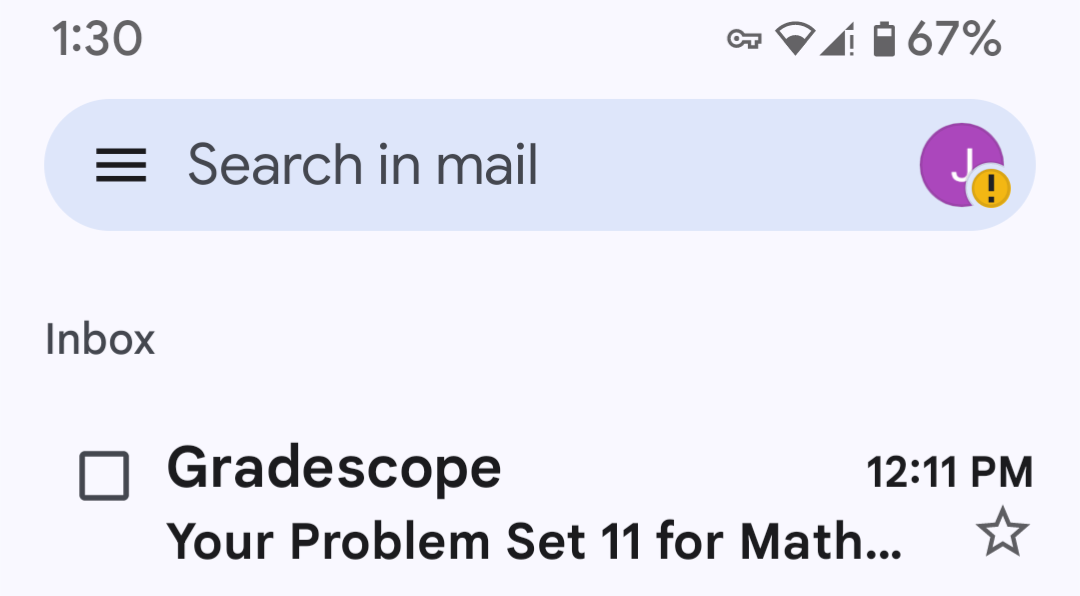 1:30 67%
Search in mail J
Inbox
Gradescope 12:11 PM
Your Problem Set 11 for Math...